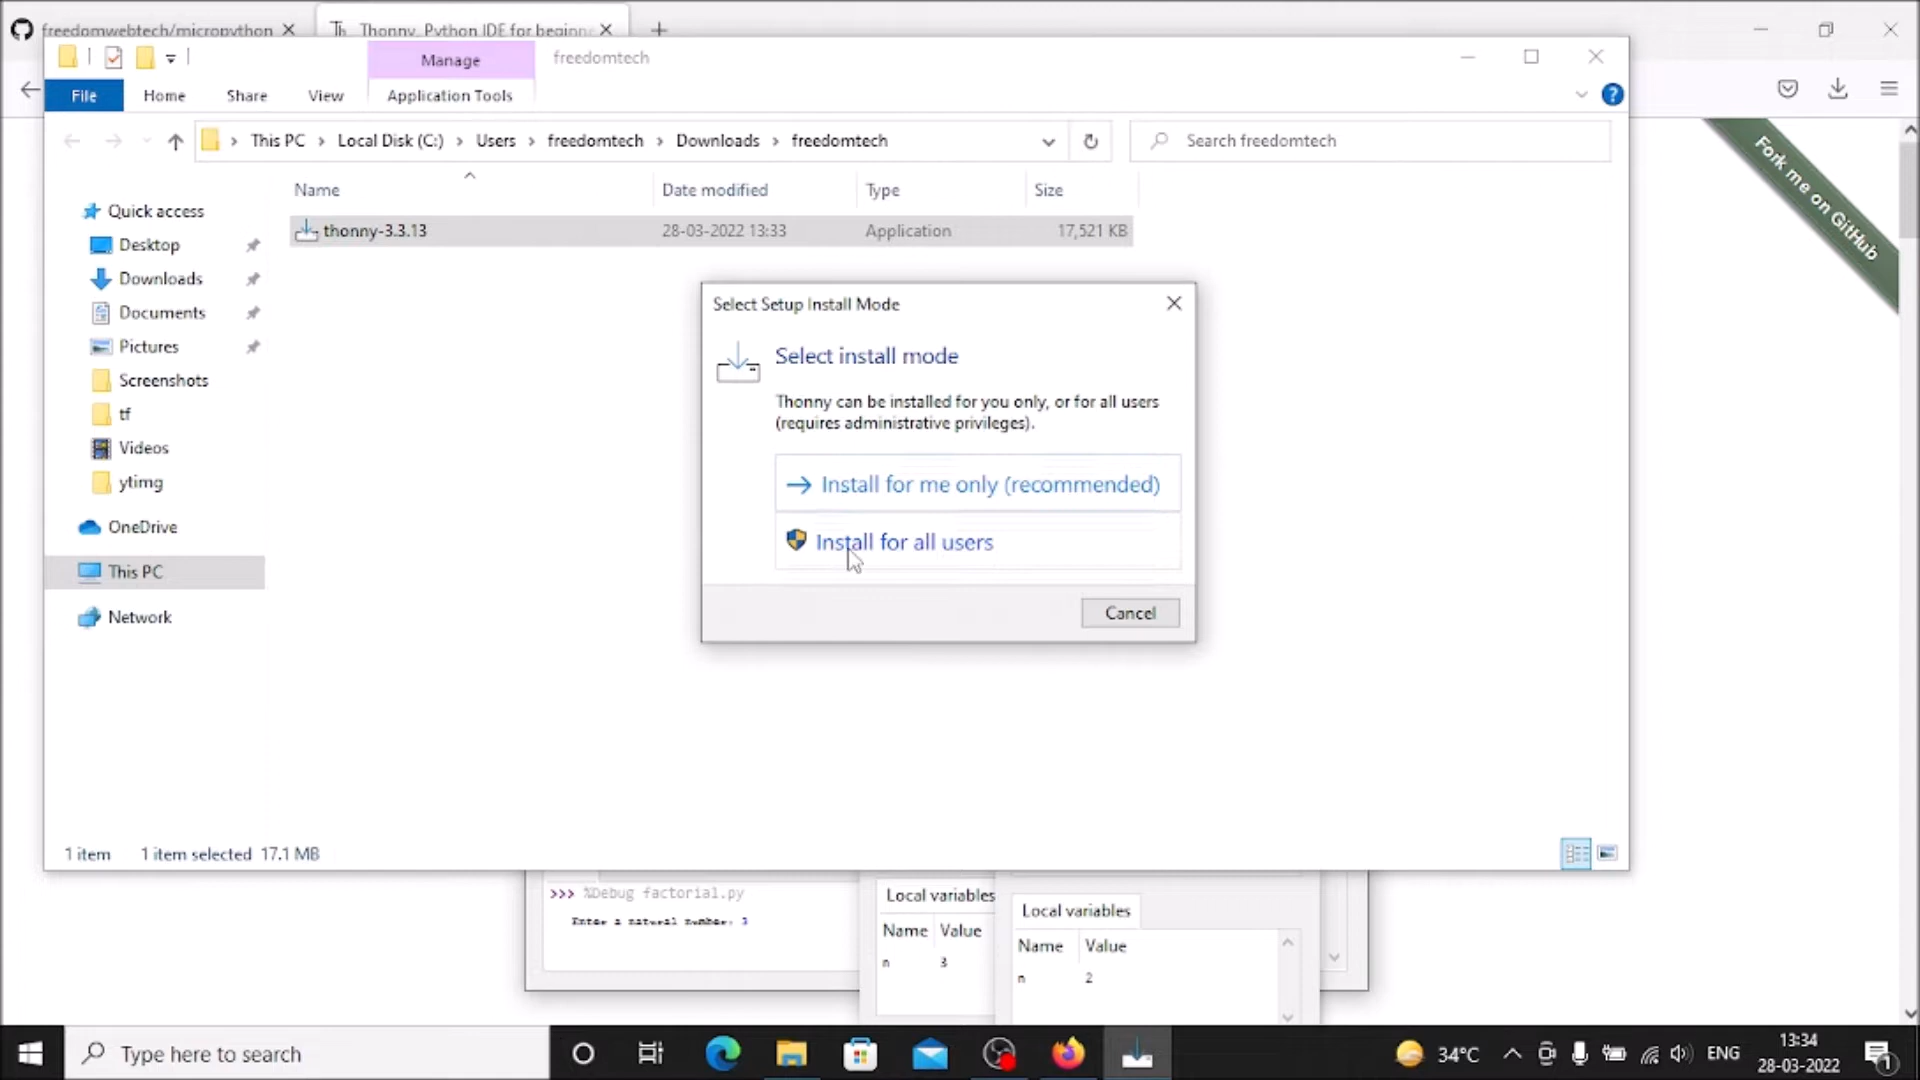 freedomwebtech/micropython
Thonny, Python IDE for beginne
Manage
freedomtech
File
Home
Share
View
Application Tools
This PC > Local Disk (C:) > Users > freedomtech > Downloads > freedomtech
Search freedomtech
Fork me on GitHub
Name
Date modified
Type
Size
thonny-3.3.13
28-03-2022 13:33
Application
17,521 KB
Quick access
Desktop
Downloads
Documents
Pictures
Screenshots
tf
Videos
ytimg
OneDrive
This PC
Network
Select Setup Install Mode
Select install mode
Thonny can be installed for you only, or for all users
(requires administrative privileges).
Install for me only (recommended)
Install for all users
Cancel
1 item
1 item selected 17.1 MB
>>> %Debug factorial.py
Enter a natural number: 3
Local variables
Name Value
n 3
Local variables
Name Value
n 2
Type here to search
34°C
ENG
13:34
28-03-2022
1